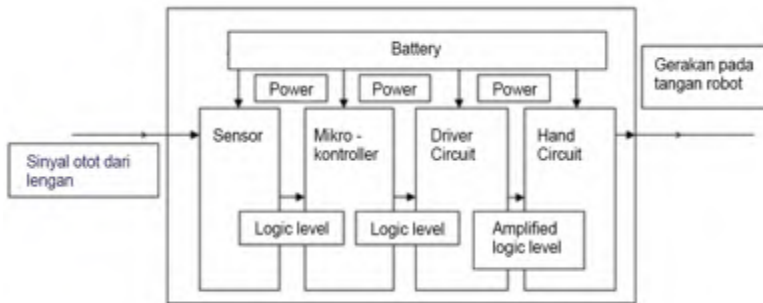 Battery
Gerakan pada
tangan robot
Power
Power
Power
Sensor
Mikro -
kontroller
Driver
Circuit
Hand
Circuit
Sinyal otot dari
lengan
Logic level
Logic level
Amplified
logic level